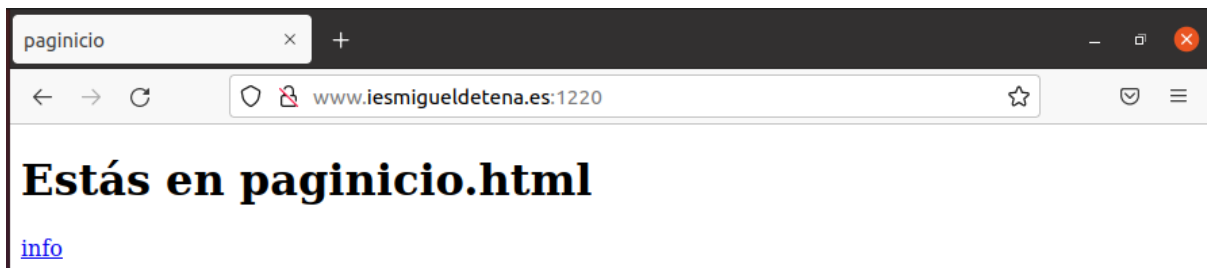 paginicio
www.iesmigueldetena.es:1220
Estás en paginicio.html
info